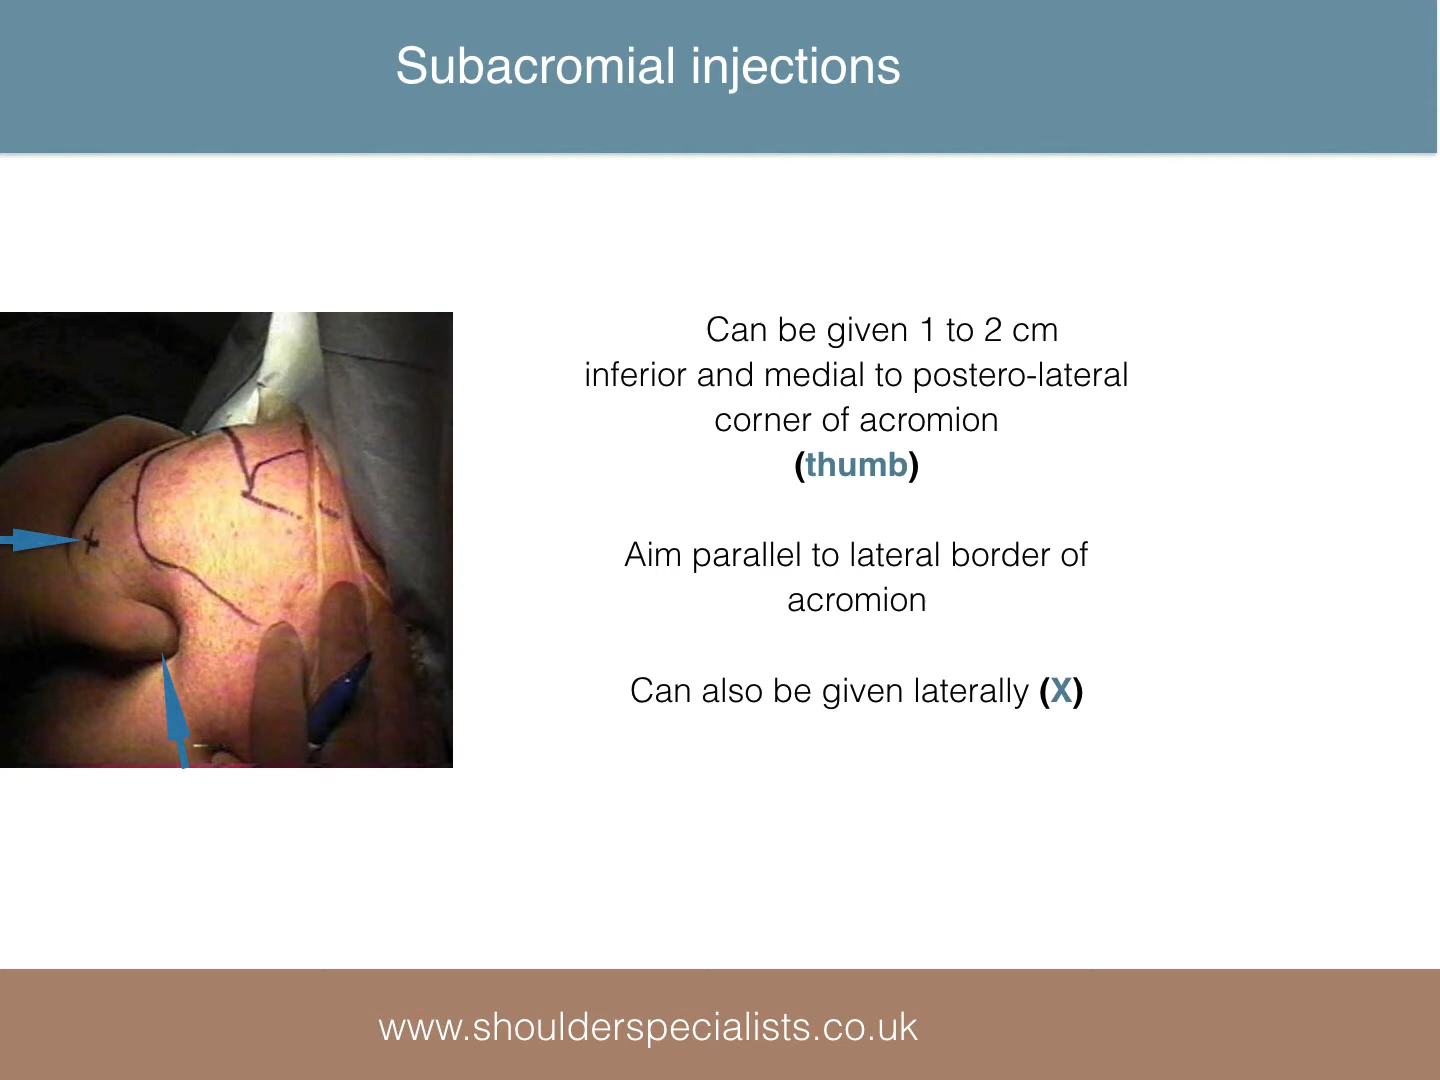 Subacromial injections
Can be given 1 to 2 cm
inferior and medial to postero-lateral
corner of acromion
(thumb)
Aim parallel to lateral border of
acromion
Can also be given laterally (X)
www.shoulderspecialists.co.uk